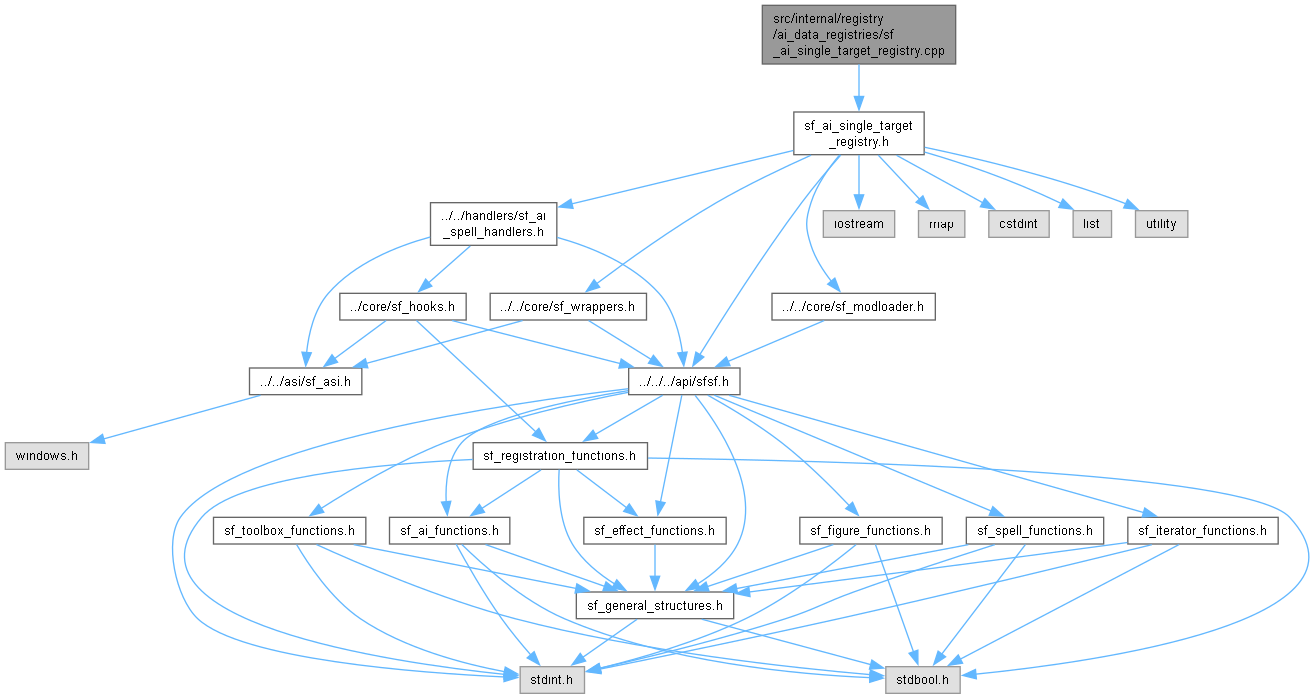 src/internal/registry
/ai_data_registries/sf
_ai_single_target_registry.cpp
sf_ai_single_target
_registry.h
../../handlers/sf_ai
_spell_handlers.h
iostream
map
cstdint
list
utility
../core/sf_hooks.h
../../core/sf_wrappers.h
../../core/sf_modloader.h
../../asi/sf_asi.h
../../../api/sfsf.h
windows.h
sf_registration_functions.h
sf_toolbox_functions.h
sf_ai_functions.h
sf_effect_functions.h
sf_figure_functions.h
sf_spell_functions.h
sf_iterator_functions.h
sf_general_structures.h
stdint.h
stdbool.h